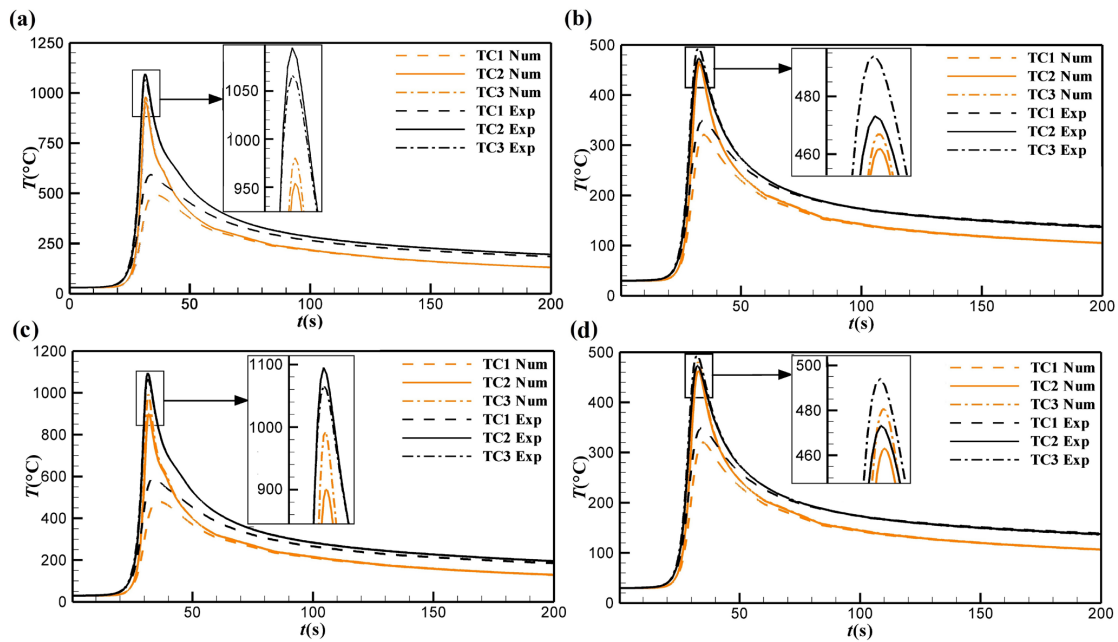 (a)
T(°C)
1250
1000
750
500
250
0
0
50
100
150
200
t(s)
1050
1000
950
TC1 Num
TC2 Num
TC3 Num
TC1 Exp
TC2 Exp
TC3 Exp
(b)
T(°C)
500
400
300
200
100
0
50
100
150
200
t(s)
480
460
TC1 Num
TC2 Num
TC3 Num
TC1 Exp
TC2 Exp
TC3 Exp
(c)
T(°C)
1200
1000
800
600
400
200
0
50
100
150
200
t(s)
1100
1000
900
TC1 Num
TC2 Num
TC3 Num
TC1 Exp
TC2 Exp
TC3 Exp
(d)
T(°C)
500
400
300
200
100
0
50
100
150
200
t(s)
500
480
460
TC1 Num
TC2 Num
TC3 Num
TC1 Exp
TC2 Exp
TC3 Exp